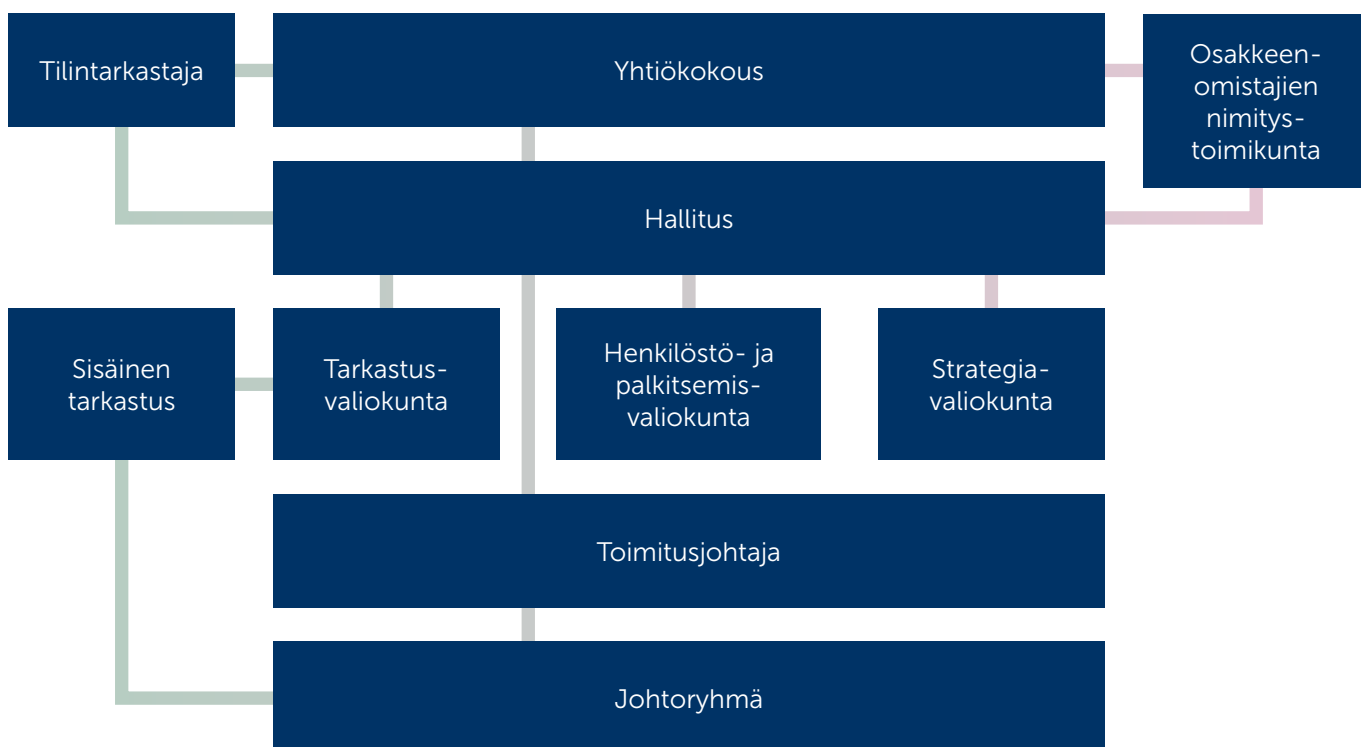 Tilintarkastaja
Yhtiökokous
Osakkeen-
omistajien
nimitys-
toimikunta
Hallitus
Sisäinen
tarkastus
Tarkastus-
valiokunta
Henkilöstö- ja
palkitsemis-
valiokunta
Strategia-
valiokunta
Toimitusjohtaja
Johtoryhmä